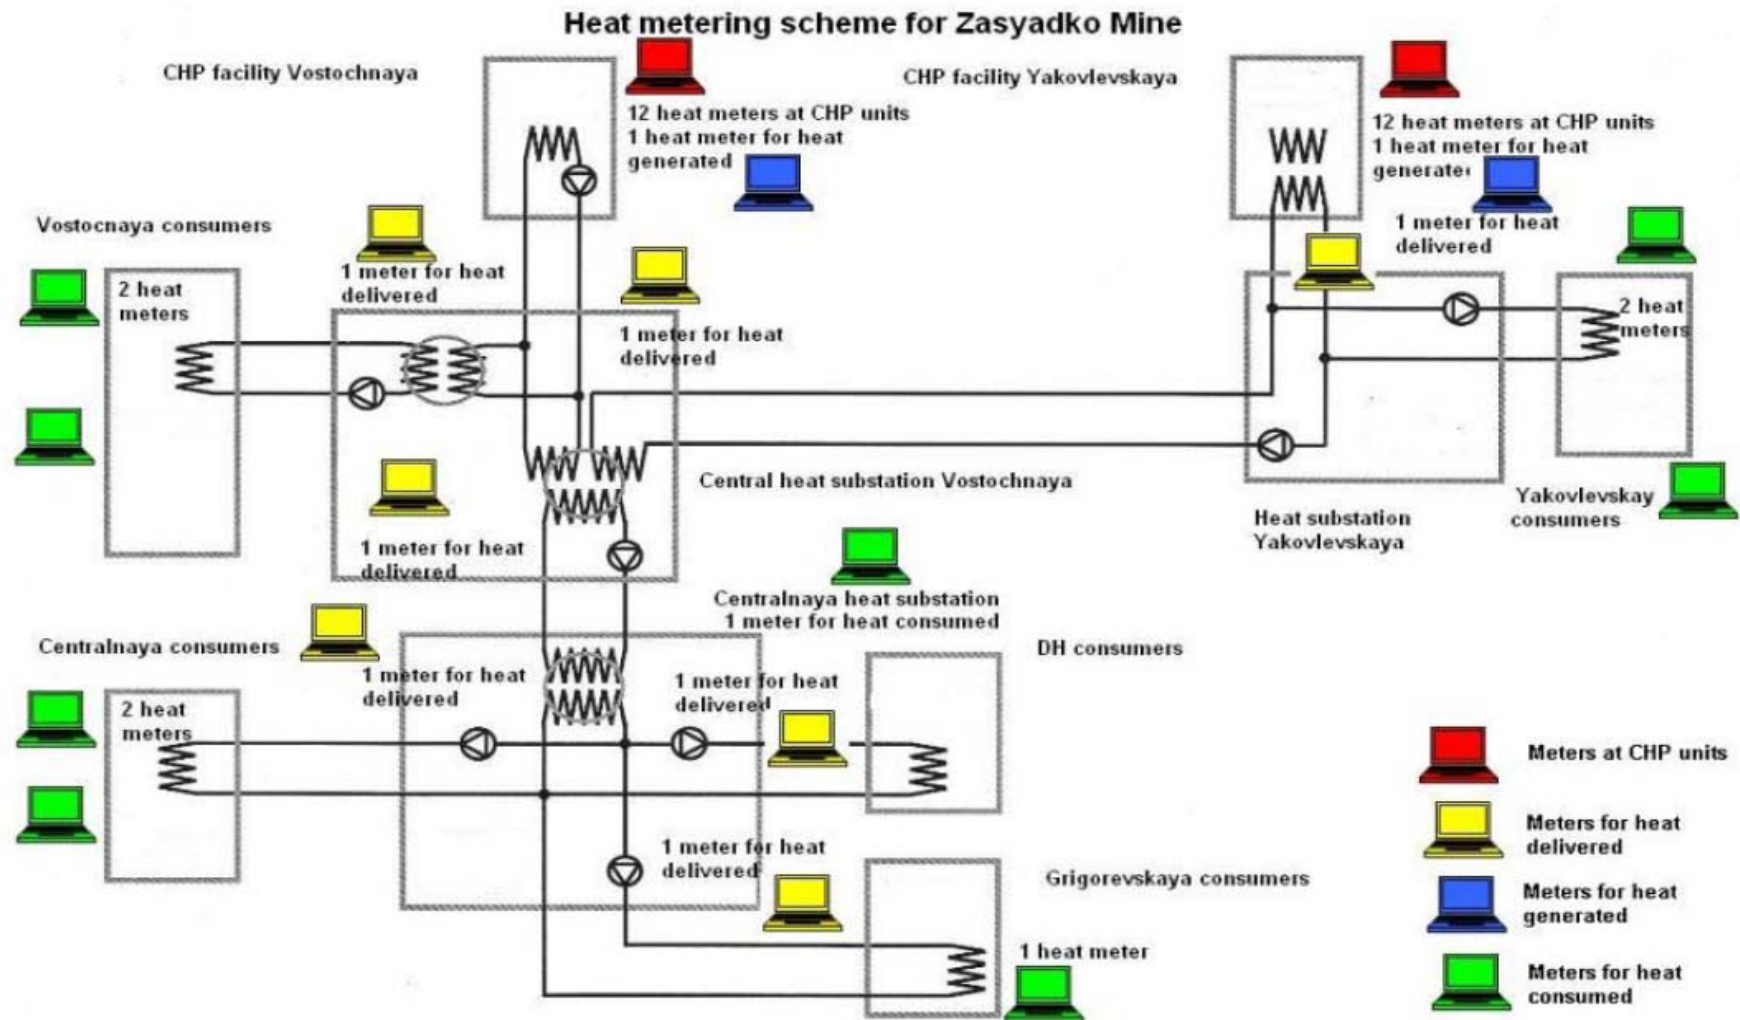 Heat metering scheme for Zasyadko Mine
CHP facility Vostochnaya
12 heat meters at CHP units
1 heat meter for heat
generated
CHP facility Yakovlevskaya
12 heat meters at CHP units
1 heat meter for heat
generate
1 meter for heat
delivered
Vostocnaya consumers
2 heat
meters
1 meter for heat
delivered
1 meter for heat
delivered
2 heat
meters
1 meter for heat
delivered
Central heat substation Vostochnaya
Heat substation
Yakovlevskaya
Yakovlevskay
consumers
Centralnaya heat substation
1 meter for heat consumed
Centralnaya consumers
2 heat
meters
1 meter for heat
delivered
1 meter for heat
delivered
DH consumers
1 meter for heat
delivered
Grigorevskaya consumers
1 heat meter
Meters at CHP units
Meters for heat
delivered
Meters for heat
generated
Meters for heat
consumed